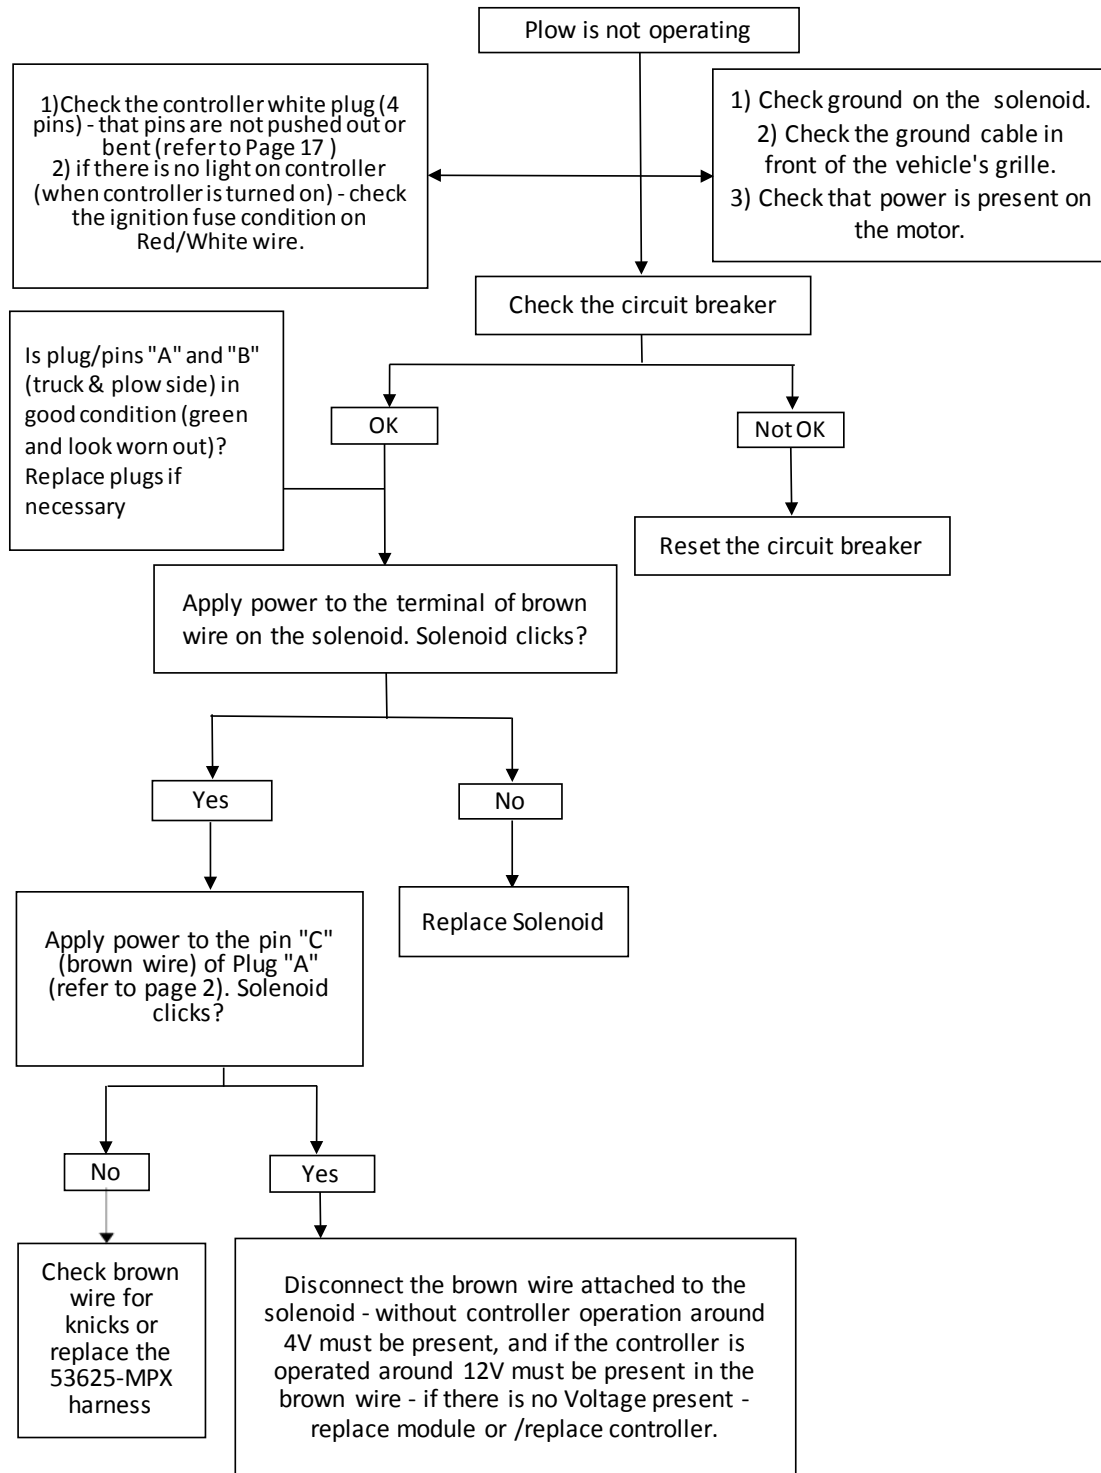 Plow is not operating
1)Check the controller white plug (4
pins) - that pins are not pushed out or
bent (refer to Page 17 )
2) if there is no light on controller
(when controller is turned on) - check
the ignition fuse condition on
Red/White wire.
1) Check ground on the solenoid.
2) Check the ground cable in
front of the vehicle's grille.
3) Check that power is present on
the motor.
Check the circuit breaker
Is plug/pins "A" and "B"
(truck & plow side) in
good condition (green
and look worn out)?
Replace plugs if
necessary
OK
Not OK
Reset the circuit breaker
Apply power to the terminal of brown
wire on the solenoid. Solenoid clicks?
Yes
No
Replace Solenoid
Apply power to the pin "C"
(brown wire) of Plug "A"
(refer to page 2). Solenoid
clicks?
No
Yes
Check brown
wire for
knicks or
replace the
53625-MPX
harness
Disconnect the brown wire attached to the
solenoid - without controller operation around
4V must be present, and if the controller is
operated around 12V must be present in the
brown wire - if there is no Voltage present -
replace module or /replace controller.